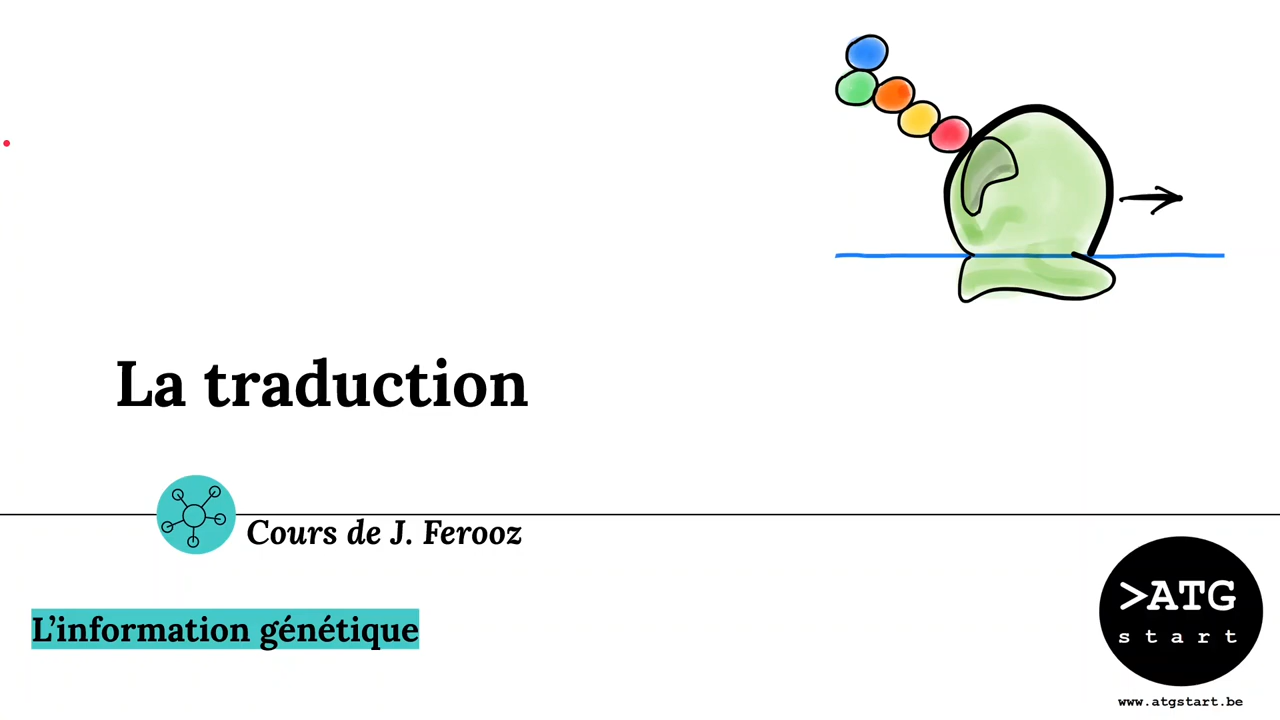 La traduction
Cours de J. Ferooz
L’information génétique
>ATG
start
www.atgstart.be